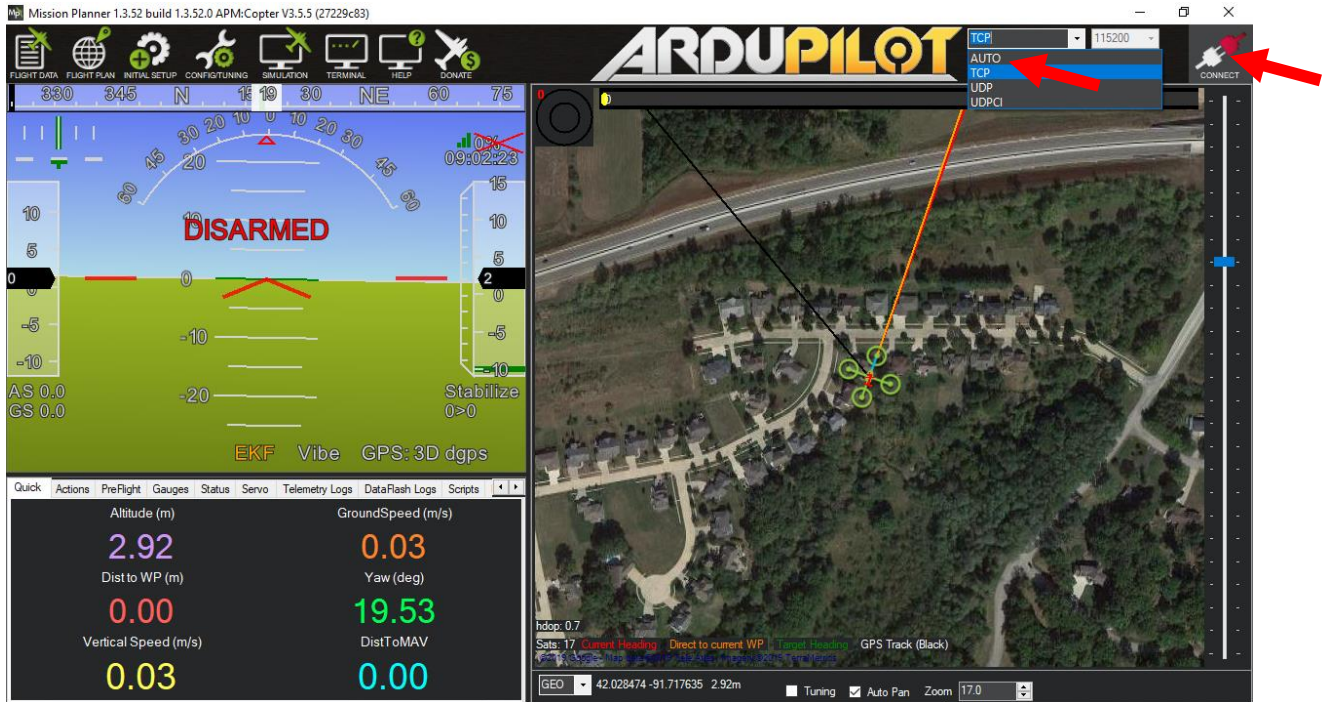 Mission Planner 1.3.52 build 1.3.52.0 APM:Copter V3.5.5 (27229c83)
FLIGHT DATA FLIGHT PLAN INITIAL SETUP CONFIG/TUNING SIMULATION TERMINAL HELP DONATE
ARDUPILOT
TCP 115200
AUTO
TCP
UDP
UDPCI
CONNECT
330 345 N 15 19 30 NE 60 75
60 45 30 20 10 0 10 20 30 45 60
0%
09:02:23
20
10
DISARMED
0
-10
-20
10
5
0
0
-5
-10
15
10
5
2
0
-5
-10
AS 0.0
GS 0.0
Stabilize
0>0
EKF Vibe GPS: 3D dgps
Quick Actions PreFlight Gauges Status Servo Telemetry Logs DataFlash Logs Scripts
Altitude (m) GroundSpeed (m/s)
2.92 0.03
Dist to WP (m) Yaw (deg)
0.00 19.53
Vertical Speed (m/s) DistToMAV
0.03 0.00
0
hdop: 0.7
Sats: 17 Current Heading Direct to current WP Target Heading GPS Track (Black)
GEO 42.028474 -91.717635 2.92m Tuning Auto Pan Zoom 17.0